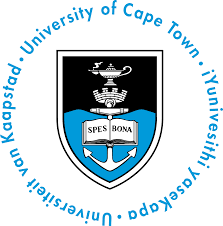 University of Cape Town · iYunivesithi yaseKapa · Universiteit van Kaapstad ·
SPES BONA